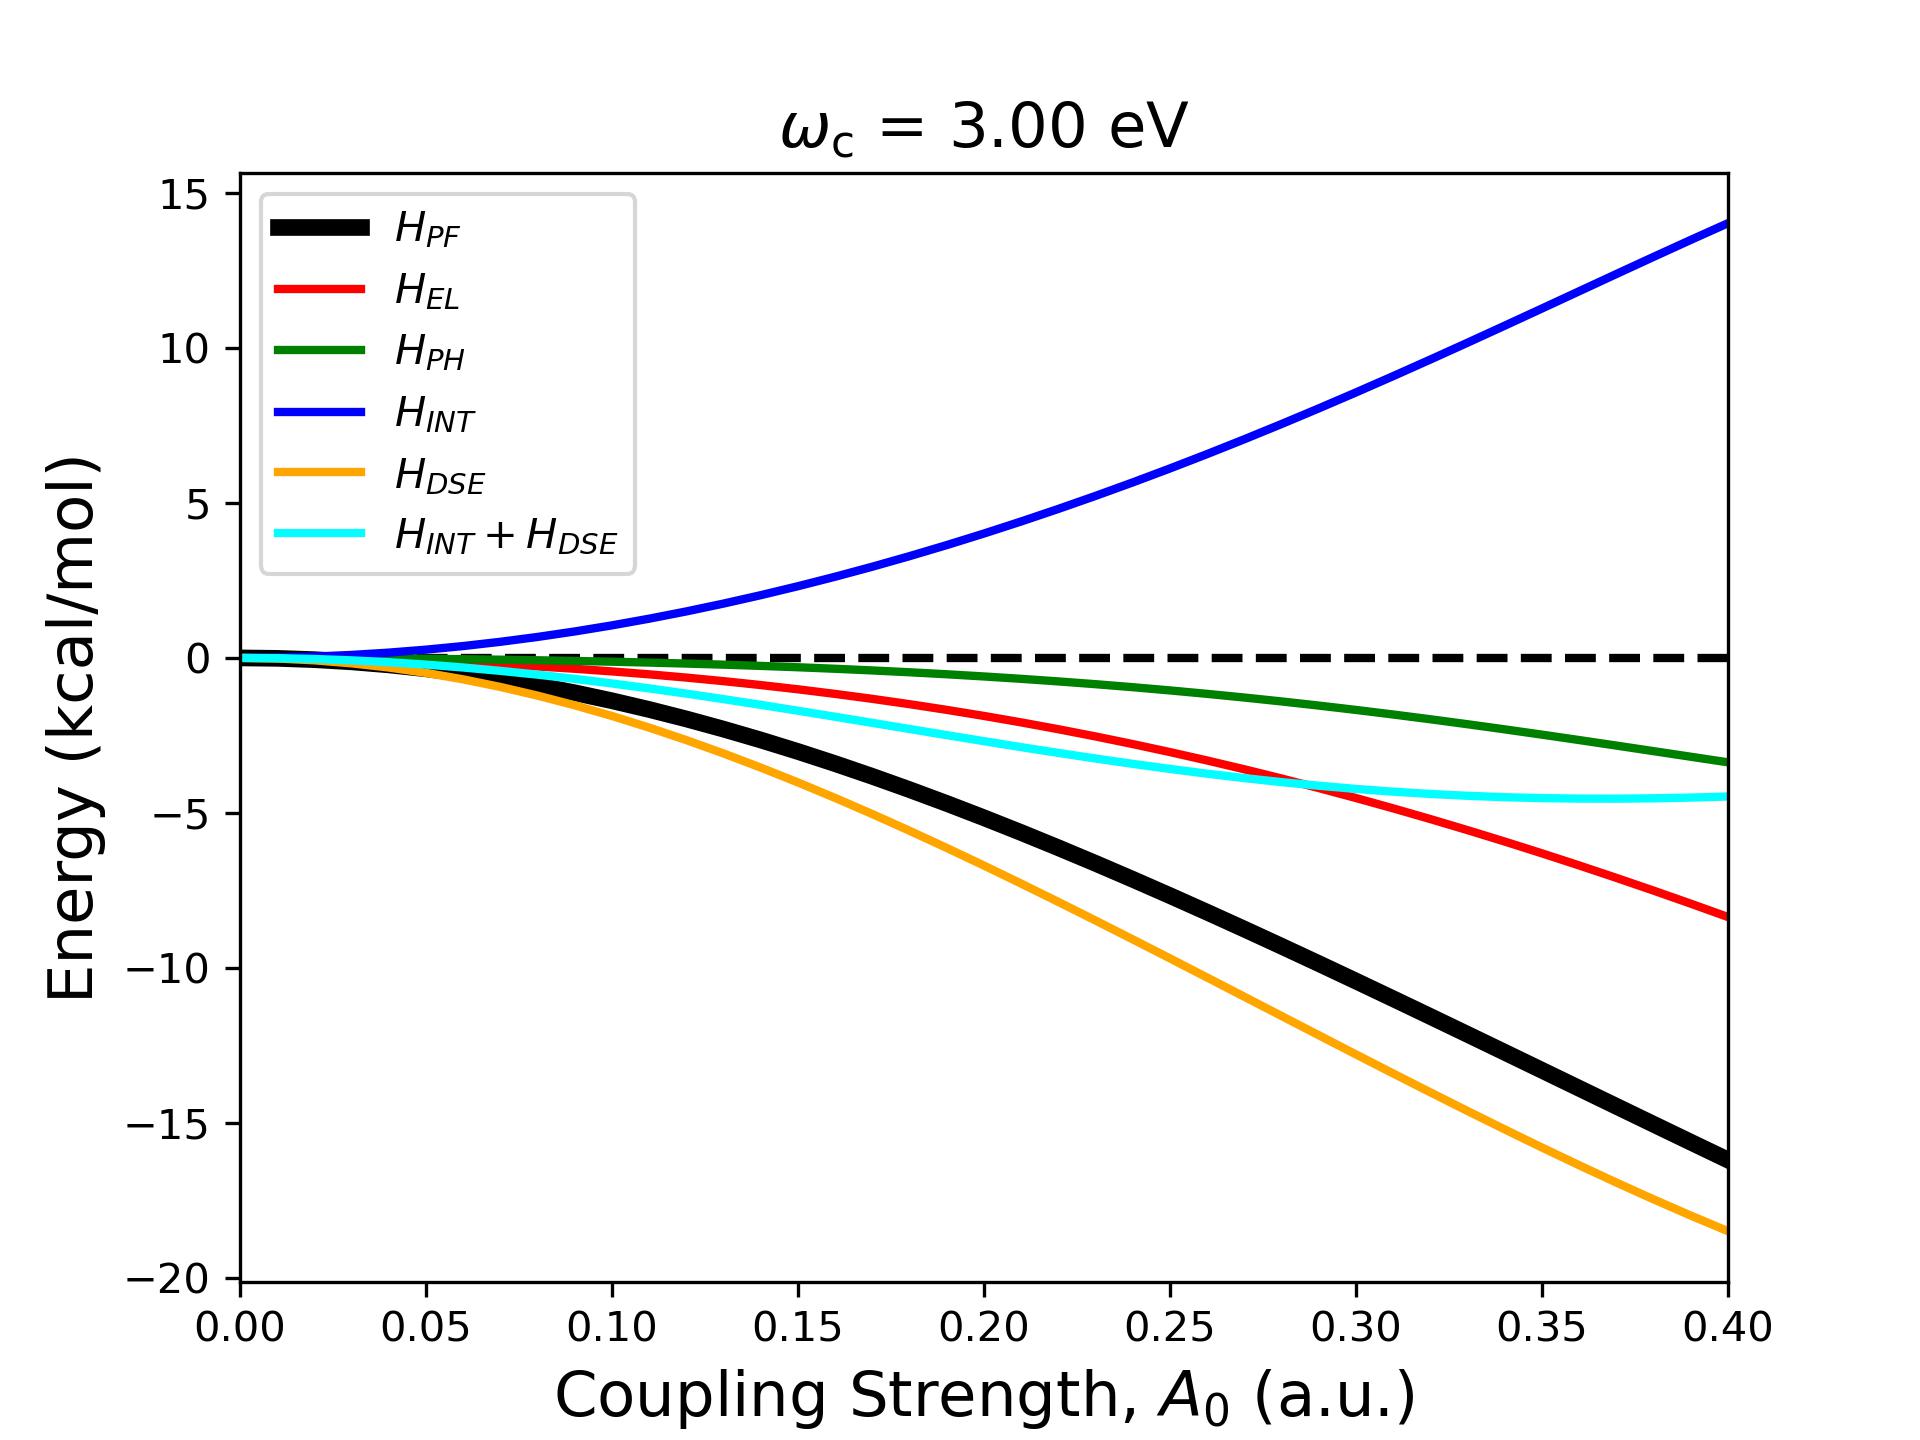 ω_c = 3.00 eV
H_PF
H_EL
H_PH
H_INT
H_DSE
H_INT + H_DSE
Energy (kcal/mol)
15
10
5
0
−5
−10
−15
−20
0.00 0.05 0.10 0.15 0.20 0.25 0.30 0.35 0.40
Coupling Strength, A_0 (a.u.)